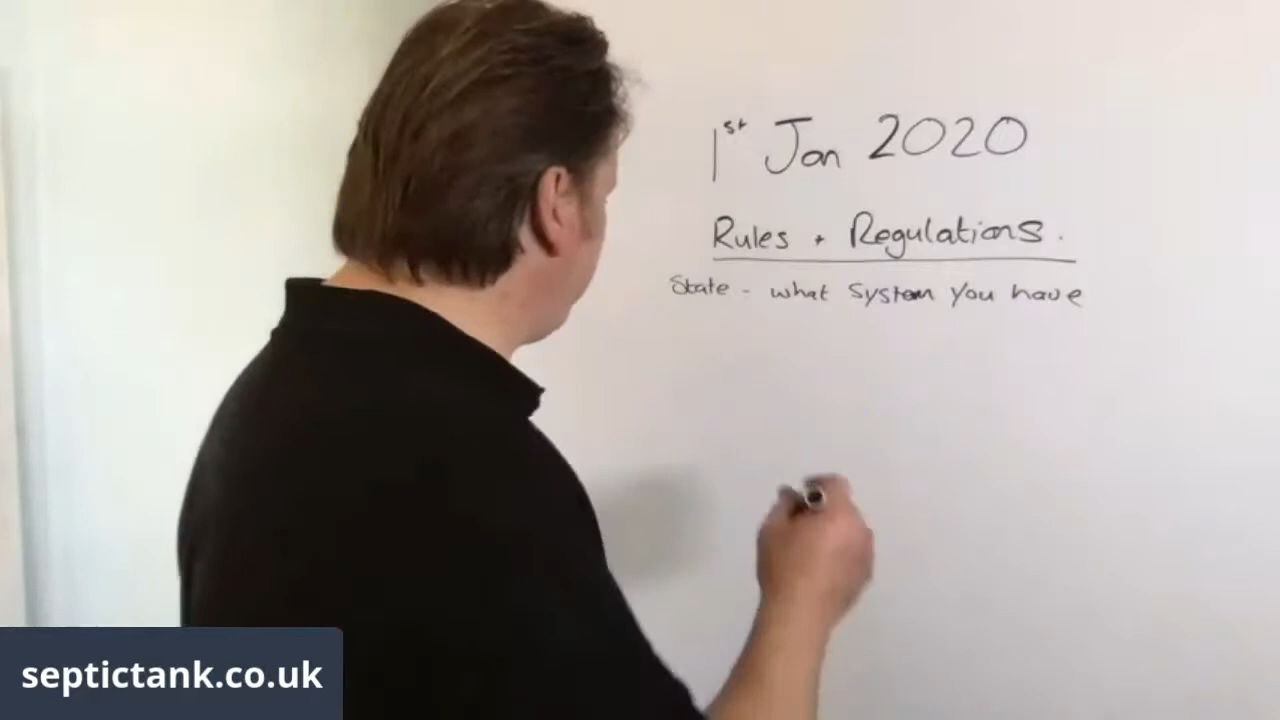 1st Jan 2020
Rules + Regulations.
State - what system you have
septictank.co.uk